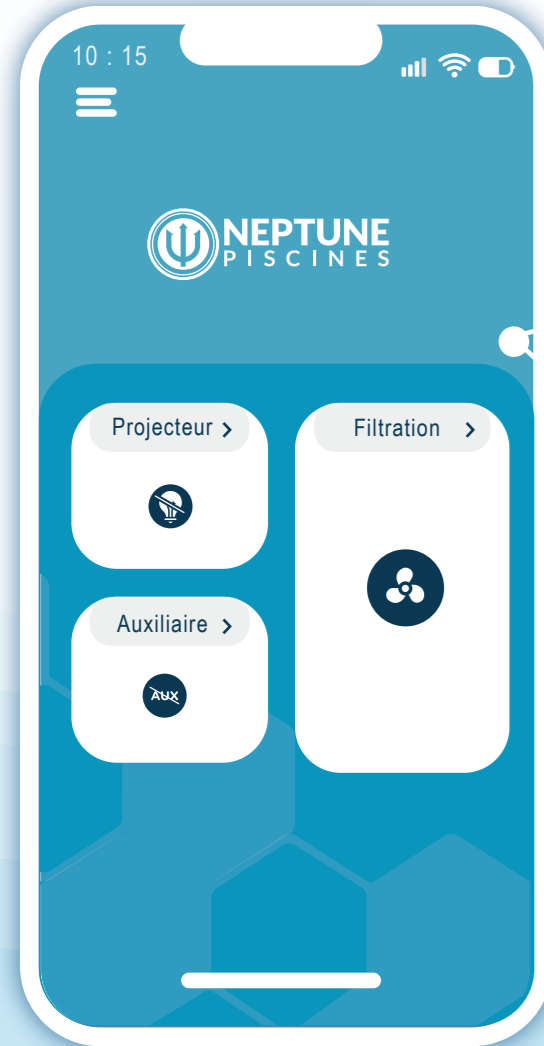 10 : 15
NEPTUNE
PISCINES
Projecteur
Filtration
Auxiliaire
AUX